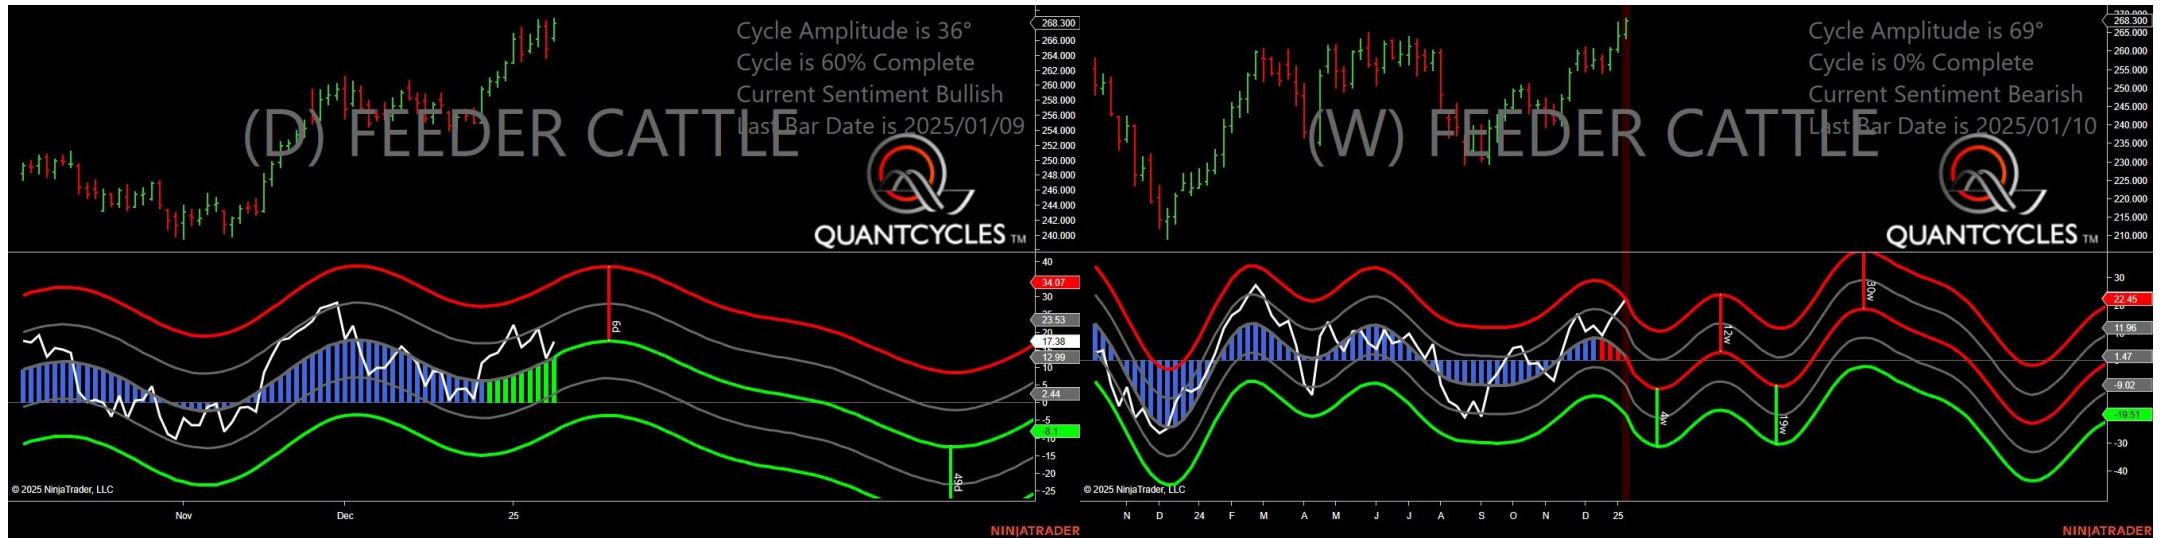 Cycle Amplitude is 36°
Cycle is 60% Complete
Current Sentiment Bullish
Last Bar Date is 2025/01/09
(D) FEEDER CATTLE
QUANTCYCLES TM
268.300
266.000
264.000
262.000
260.000
258.000
256.000
254.000
252.000
250.000
248.000
246.000
244.000
242.000
240.000
40
34.07
30
23.53
20
17.38
12.99
10
5
2.44
0
-5
-8.1
-10
-15
-20
-25
6d
49d
© 2025 NinjaTrader, LLC
Nov
Dec
25
NINJATRADER
Cycle Amplitude is 69°
Cycle is 0% Complete
Current Sentiment Bearish
Last Bar Date is 2025/01/10
(W) FEEDER CATTLE
QUANTCYCLES TM
270.000
268.300
265.000
260.000
255.000
250.000
245.000
240.000
235.000
230.000
225.000
220.000
215.000
210.000
30
22.45
20
11.96
1.47
-9.02
-19.51
-30
-40
4w
12w
19w
30w
© 2025 NinjaTrader, LLC
N D 24 F M A M J J A S O N D 25
NINJATRADER